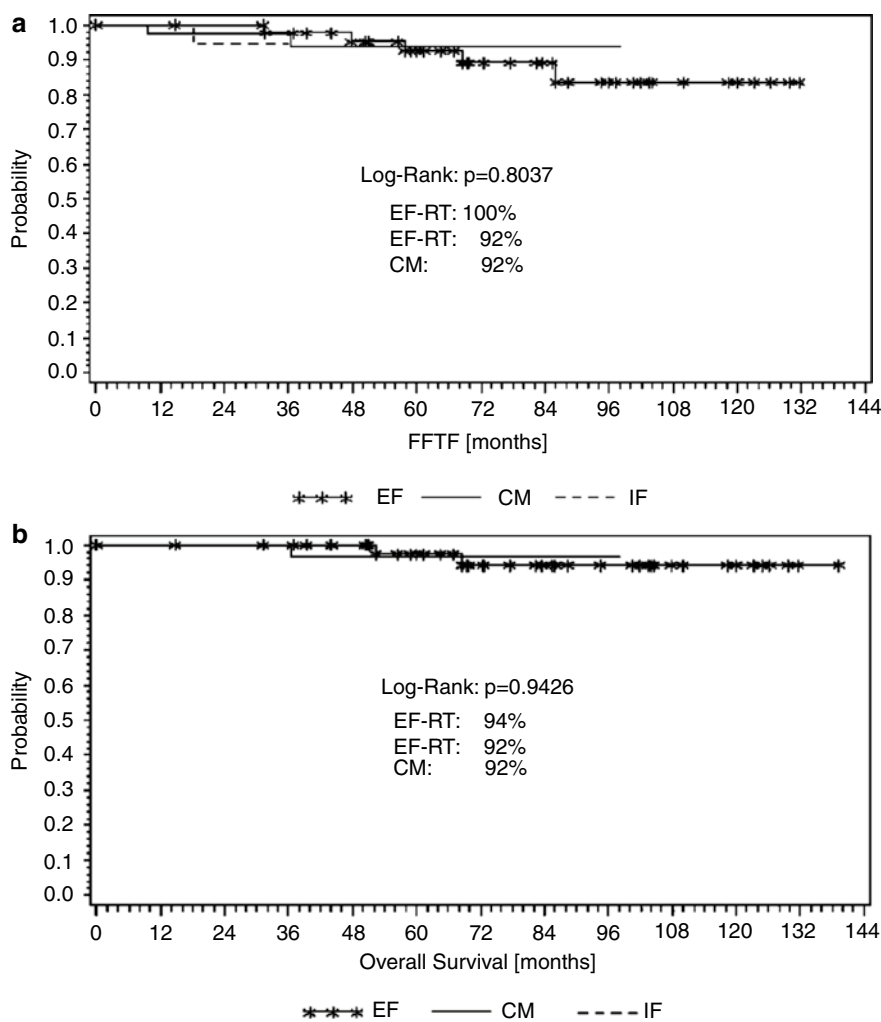 a
1.0
0.9
0.8
0.7
0.6
0.5
0.4
0.3
0.2
0.1
0.0
Probability
Log-Rank: p=0.8037
EF-RT: 100%
EF-RT: 92%
CM: 92%
0 12 24 36 48 60 72 84 96 108 120 132 144
FFTF [months]
EF CM IF
b
1.0
0.9
0.8
0.7
0.6
0.5
0.4
0.3
0.2
0.1
0.0
Probability
Log-Rank: p=0.9426
EF-RT: 94%
EF-RT: 92%
CM: 92%
0 12 24 36 48 60 72 84 96 108 120 132 144
Overall Survival [months]
EF CM IF